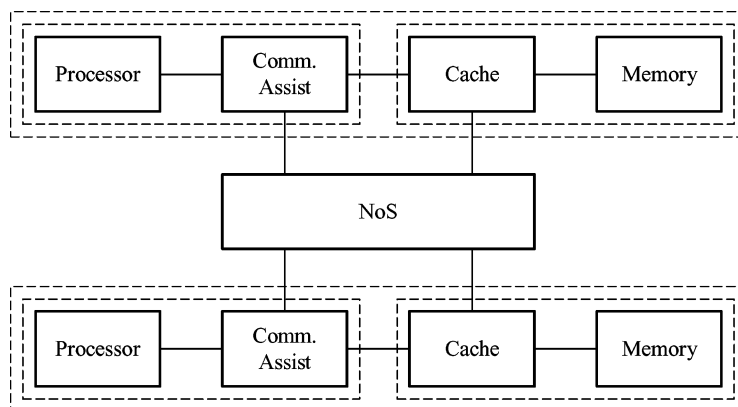 Processor
Comm.
Assist
Cache
Memory
NoS
Processor
Comm.
Assist
Cache
Memory